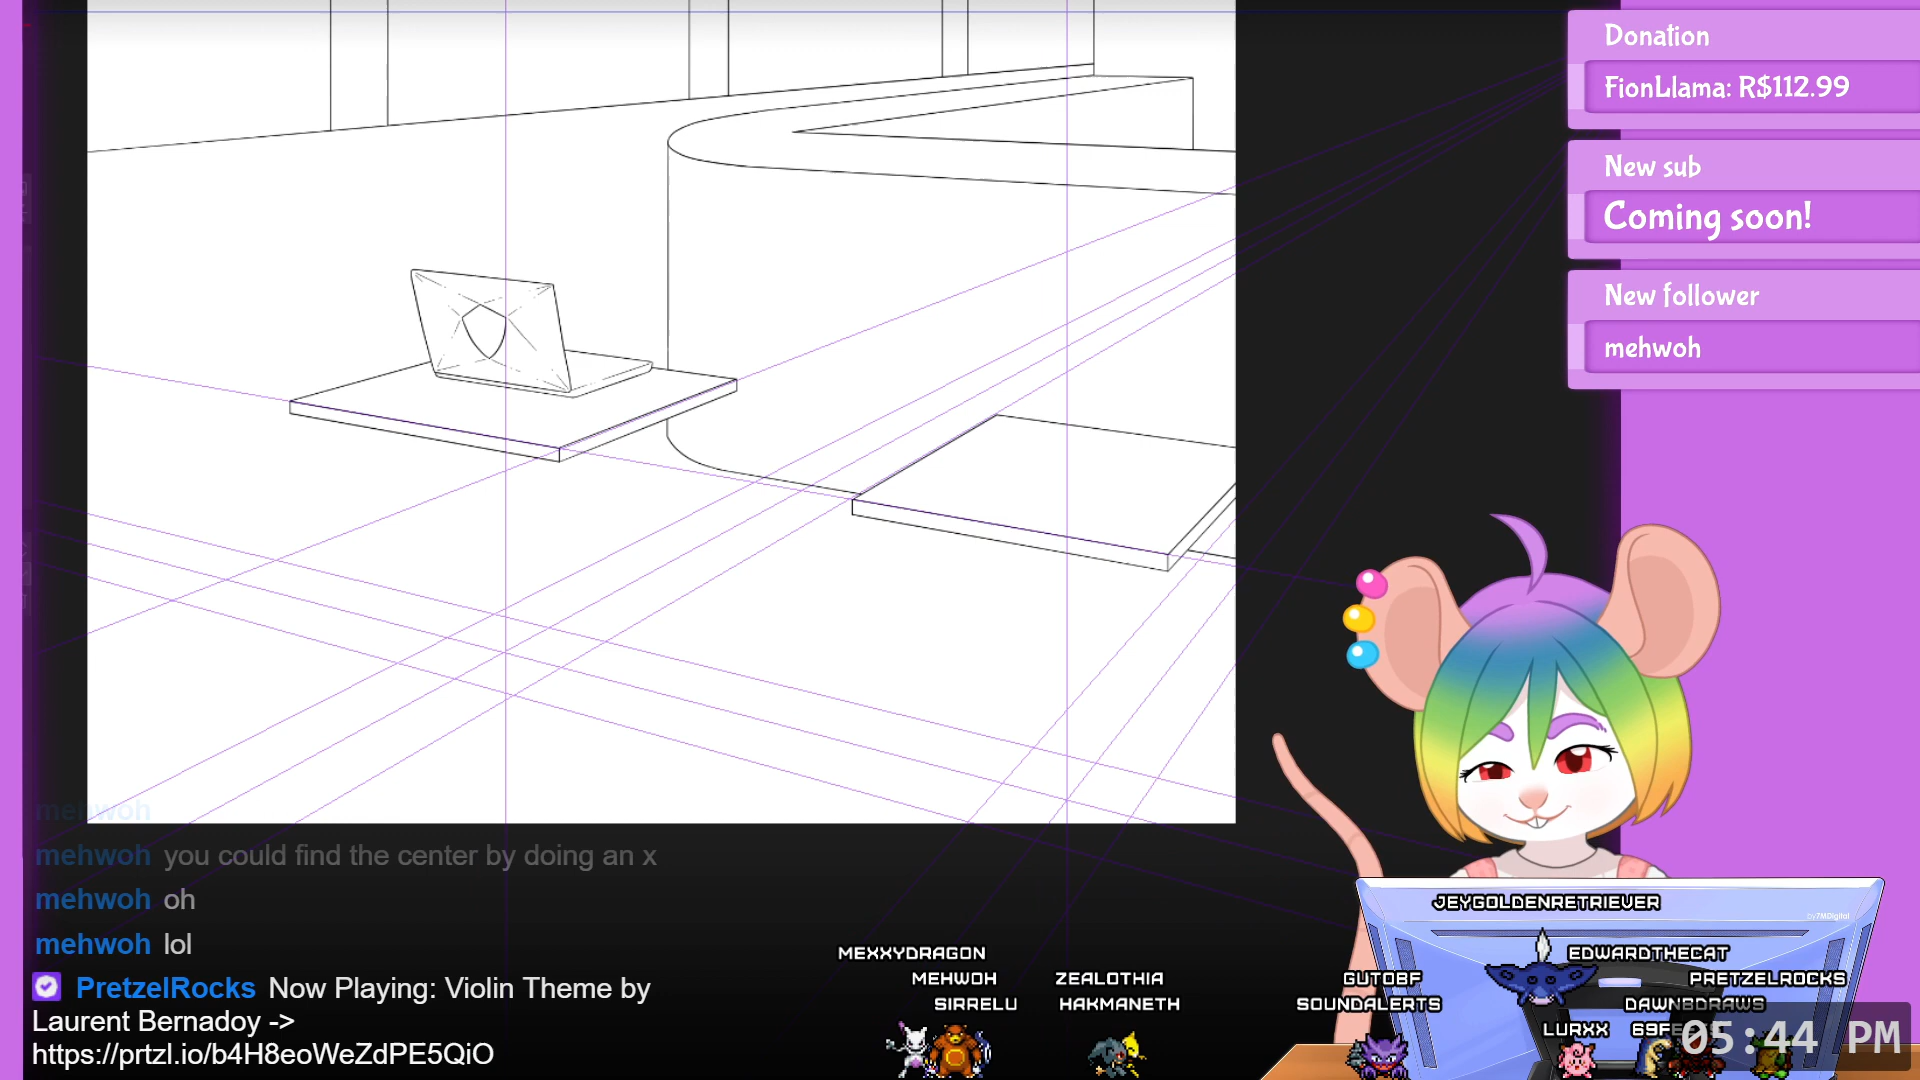 Donation
FionLlama: R$112.99
New sub
Coming soon!
New follower
mehwoh
mehwoh
mehwoh you could find the center by doing an x
mehwoh oh
mehwoh lol
PretzelRocks Now Playing: Violin Theme by
Laurent Bernadoy ->
https://prtzl.io/b4H8eoWeZdPE5QiO
MEXXYDRAGON
MEHWOH
SIRRELU
ZEALOTHIA
HAKMANETH
GUTOBF
SOUNDALERTS
JEYGOLDENRETRIEVER
by7MDigital
EDWARDTHECAT
PRETZELROCKS
DAWNBDRAWS
LURXX
05:44 PM